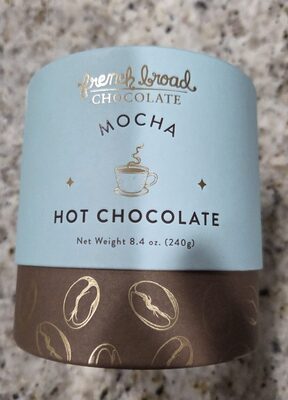 french broad
CHOCOLATE
MOCHA
HOT CHOCOLATE
Net Weight 8.4 oz. (240g)